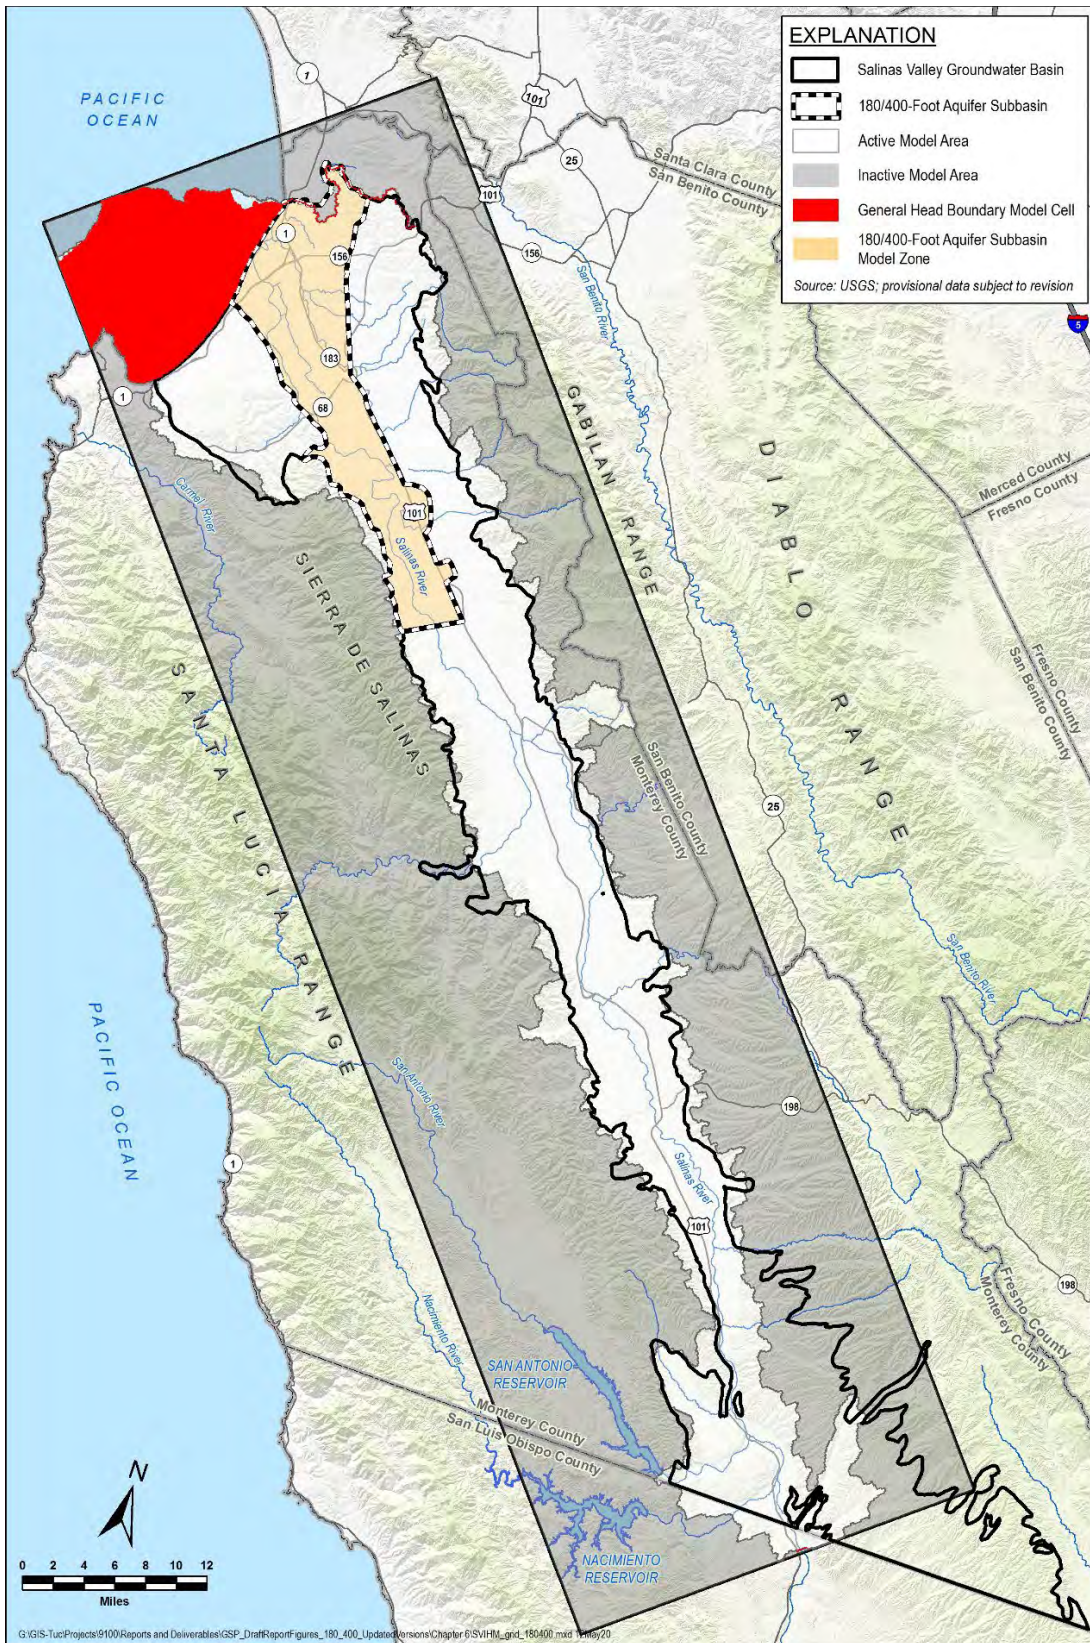 EXPLANATION
Salinas Valley Groundwater Basin
180/400-Foot Aquifer Subbasin
Active Model Area
Inactive Model Area
General Head Boundary Model Cell
180/400-Foot Aquifer Subbasin
Model Zone
Source: USGS; provisional data subject to revision
PACIFIC
OCEAN
1
101
25
Santa Clara County
San Benito County
101
1
156
156
San Benito River
5
183
1
68
GABILAN RANGE
DIABLO RANGE
Merced County
Fresno County
Carmel River
101
Salinas River
SIERRA DE SALINAS
Fresno County
San Benito County
SANTA LUCIA RANGE
San Benito County
Monterey County
25
San Benito River
PACIFIC OCEAN
San Antonio River
198
1
Salinas River
101
Fresno County
Monterey County
198
Nacimiento River
SAN ANTONIO
RESERVOIR
Monterey County
San Luis Obispo County
N
NACIMIENTO
RESERVOIR
0 2 4 6 8 10 12
Miles